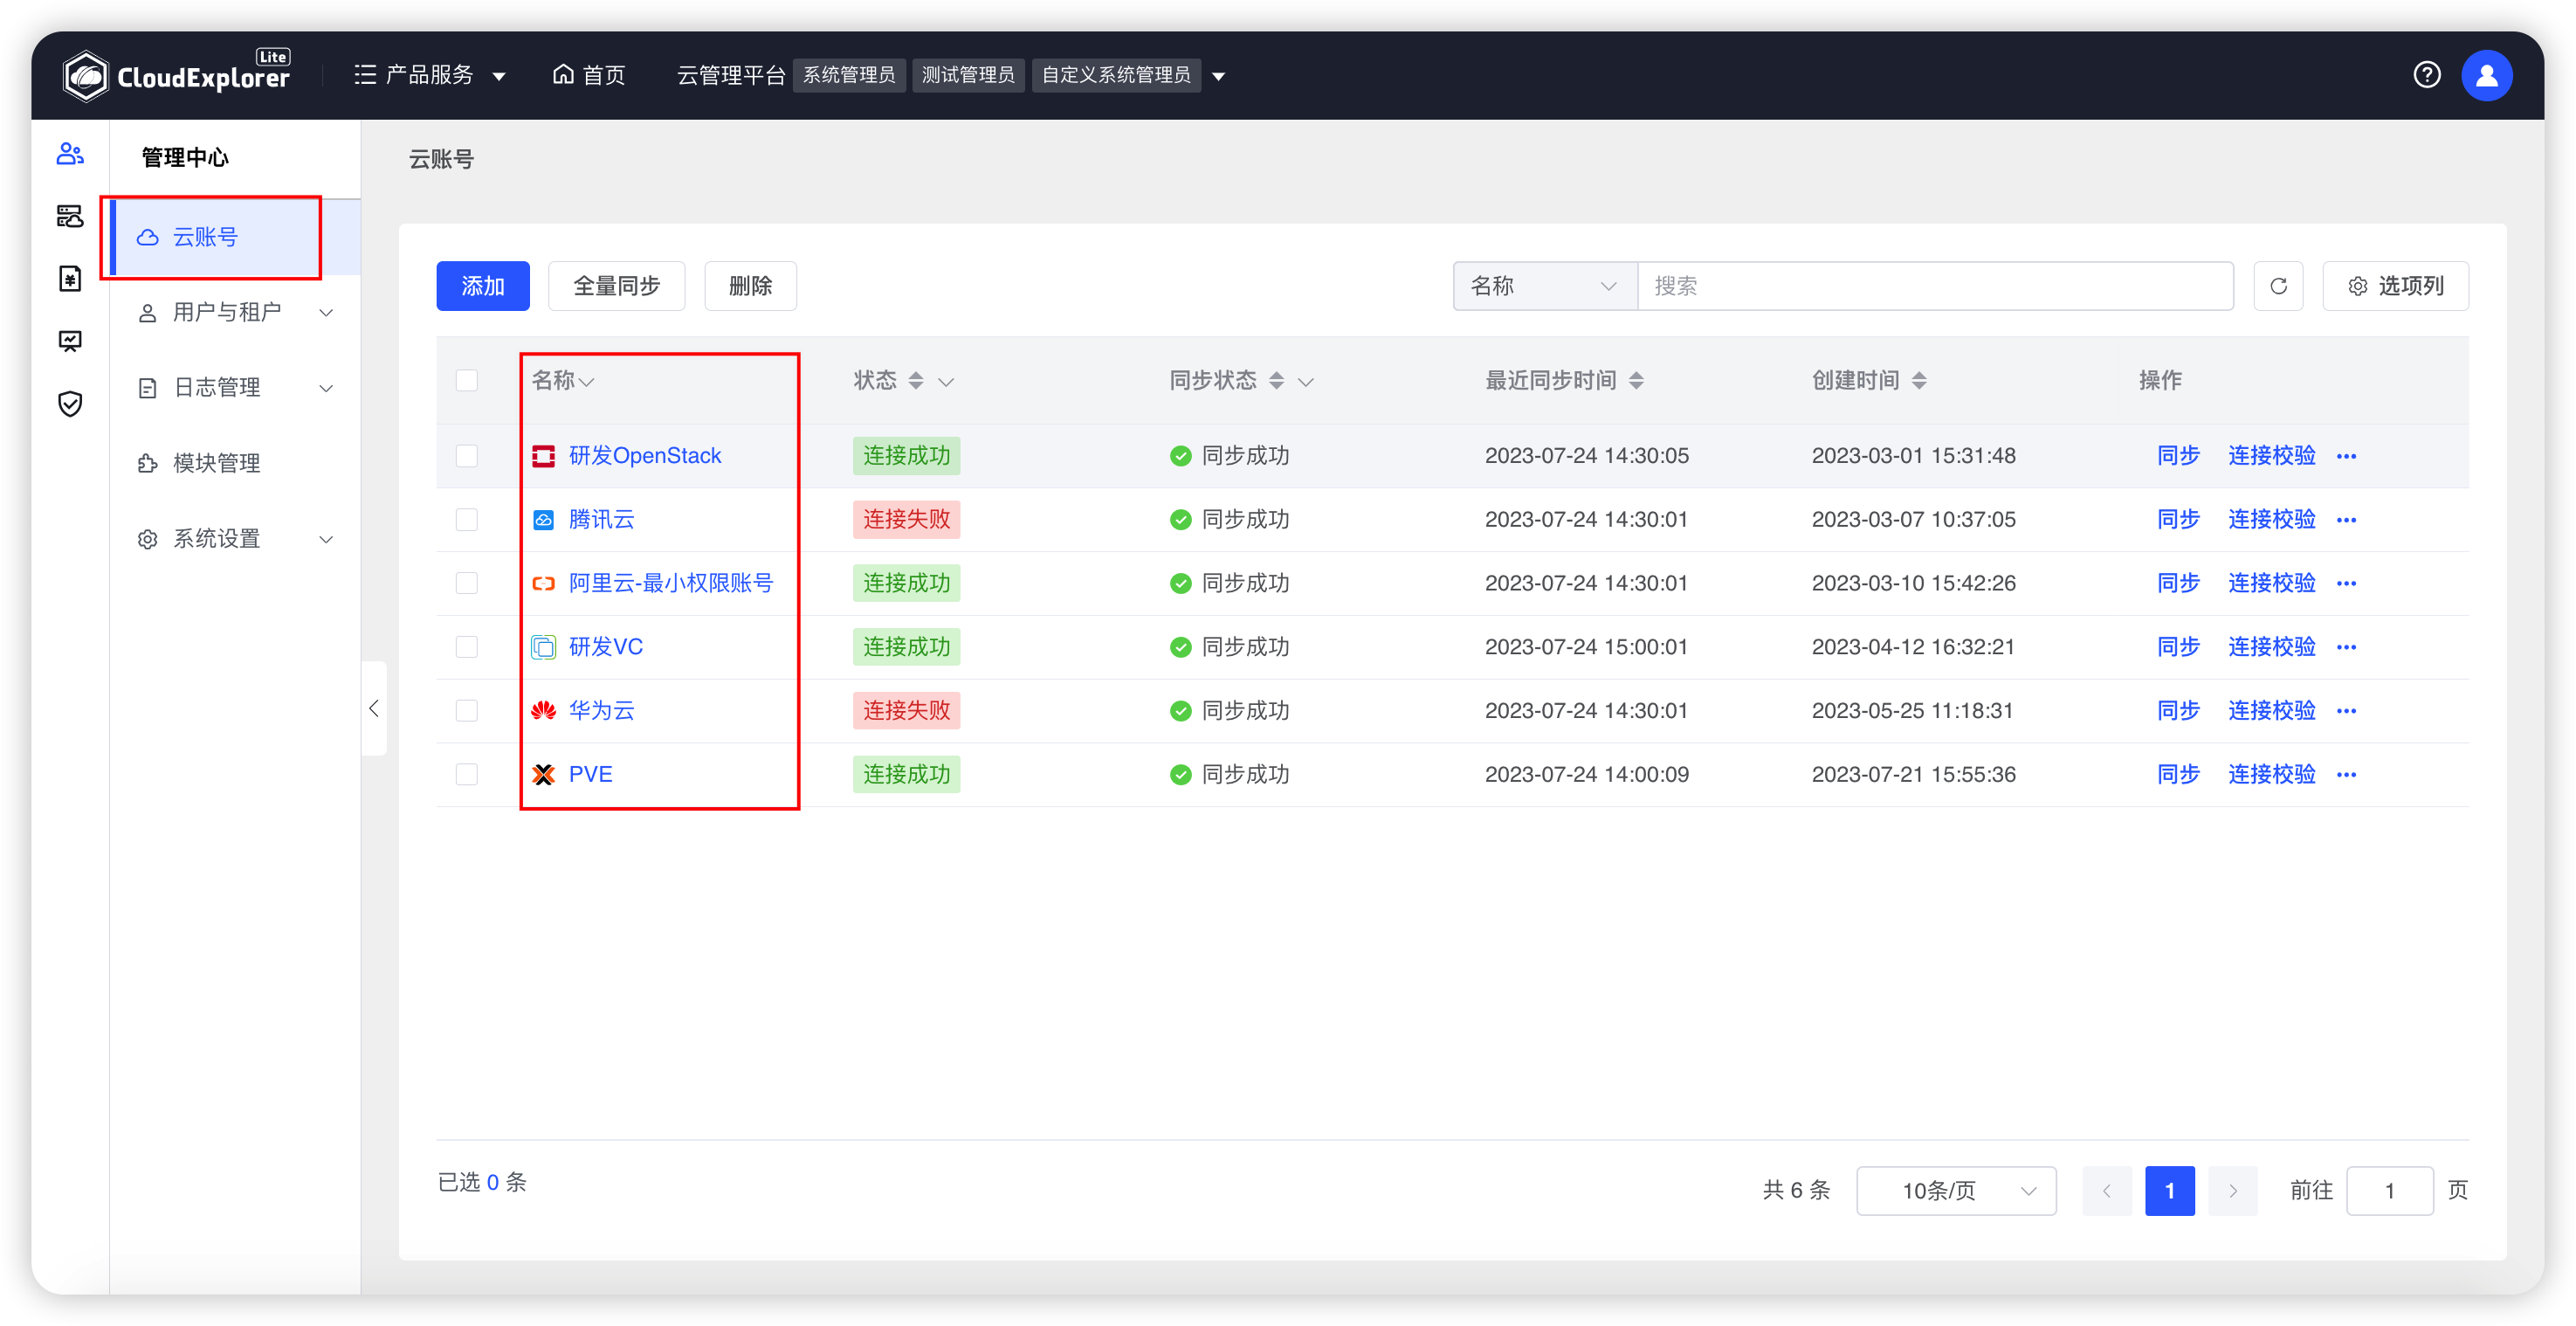 CloudExplorer Lite 产品服务 首页 云管理平台 系统管理员 测试管理员 自定义系统管理员
管理中心
云账号
用户与租户
日志管理
模块管理
系统设置
云账号
添加 全量同步 删除 名称 搜索 选项列
名称 状态 同步状态 最近同步时间 创建时间 操作
研发OpenStack 连接成功 同步成功 2023-07-24 14:30:05 2023-03-01 15:31:48 同步 连接校验
腾讯云 连接失败 同步成功 2023-07-24 14:30:01 2023-03-07 10:37:05 同步 连接校验
阿里云-最小权限账号 连接成功 同步成功 2023-07-24 14:30:01 2023-03-10 15:42:26 同步 连接校验
研发VC 连接成功 同步成功 2023-07-24 15:00:01 2023-04-12 16:32:21 同步 连接校验
华为云 连接失败 同步成功 2023-07-24 14:30:01 2023-05-25 11:18:31 同步 连接校验
PVE 连接成功 同步成功 2023-07-24 14:00:09 2023-07-21 15:55:36 同步 连接校验
已选 0 条 共 6 条 10条/页 1 前往 1 页